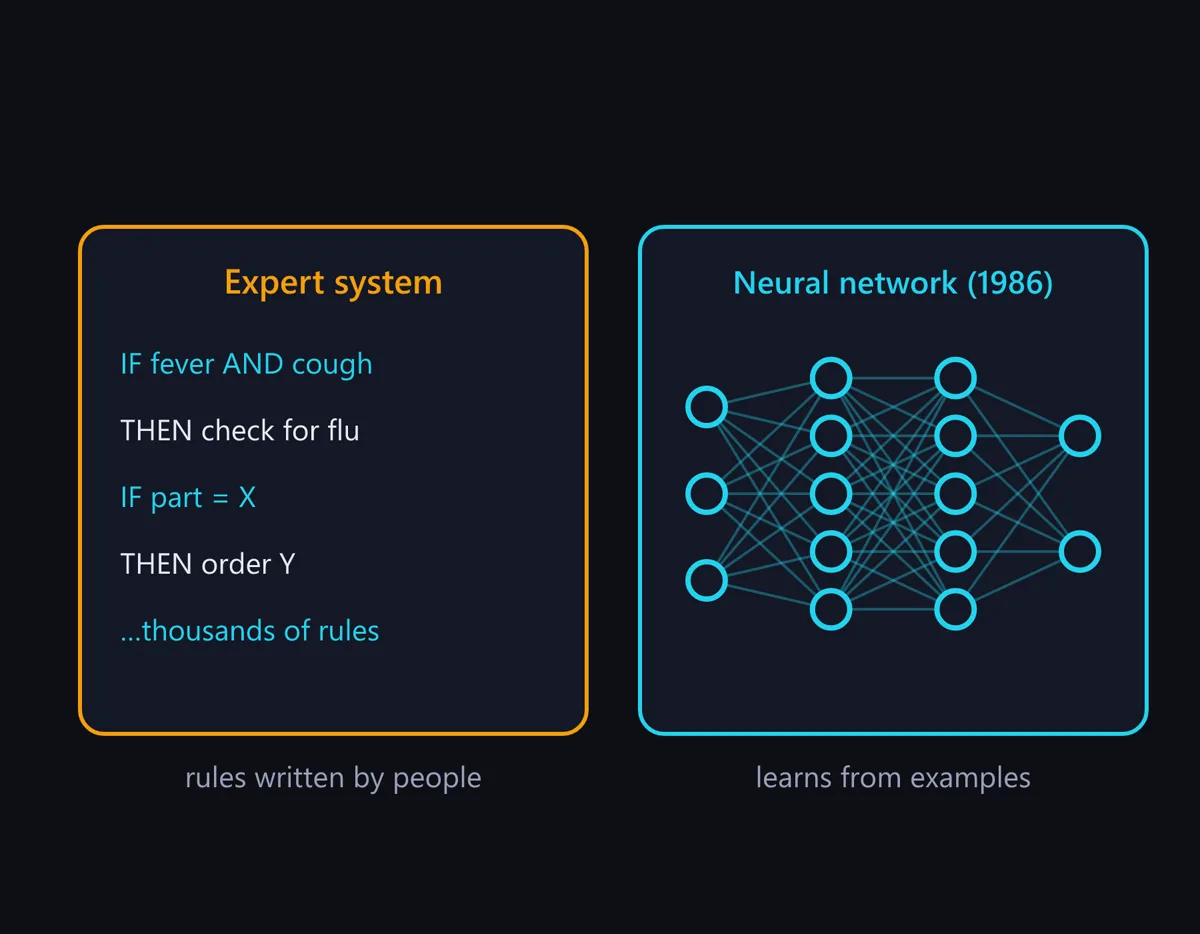 Expert system
IF fever AND cough
THEN check for flu
IF part = X
THEN order Y
...thousands of rules
rules written by people
Neural network (1986)
learns from examples